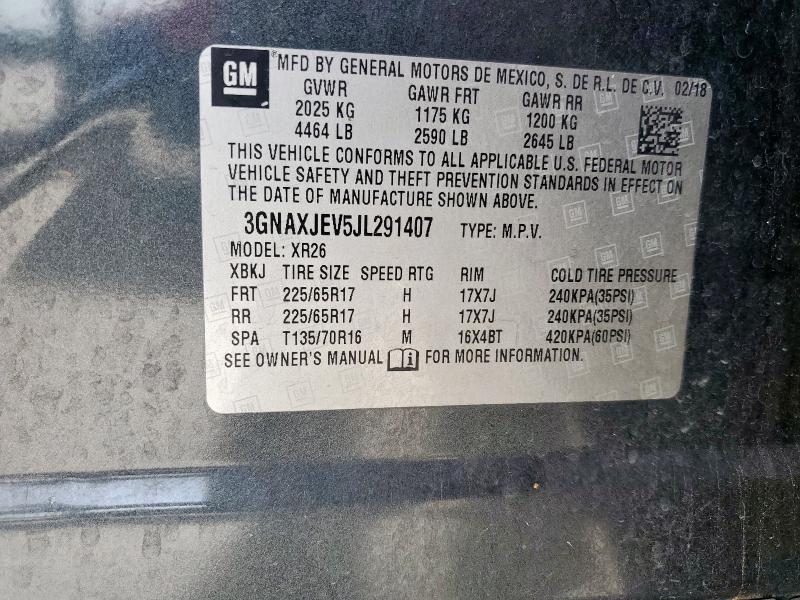 GM
®MFD BY GENERAL MOTORS DE MEXICO, S. DE R.L. DE C.V. 02/18
GVWR GAWR FRT GAWR RR
2025 KG 1175 KG 1200 KG
4464 LB 2590 LB 2645 LB
THIS VEHICLE CONFORMS TO ALL APPLICABLE U.S. FEDERAL MOTOR
VEHICLE SAFETY AND THEFT PREVENTION STANDARDS IN EFFECT ON
THE DATE OF MANUFACTURE SHOWN ABOVE.
3GNAXJEV5JL291407 TYPE: M.P.V.
MODEL: XR26
XBKJ TIRE SIZE SPEED RTG RIM COLD TIRE PRESSURE
FRT 225/65R17 H 17X7J 240KPA(35PSI)
RR 225/65R17 H 17X7J 240KPA(35PSI)
SPA T135/70R16 M 16X4BT 420KPA(60PSI)
SEE OWNER'S MANUAL i FOR MORE INFORMATION.